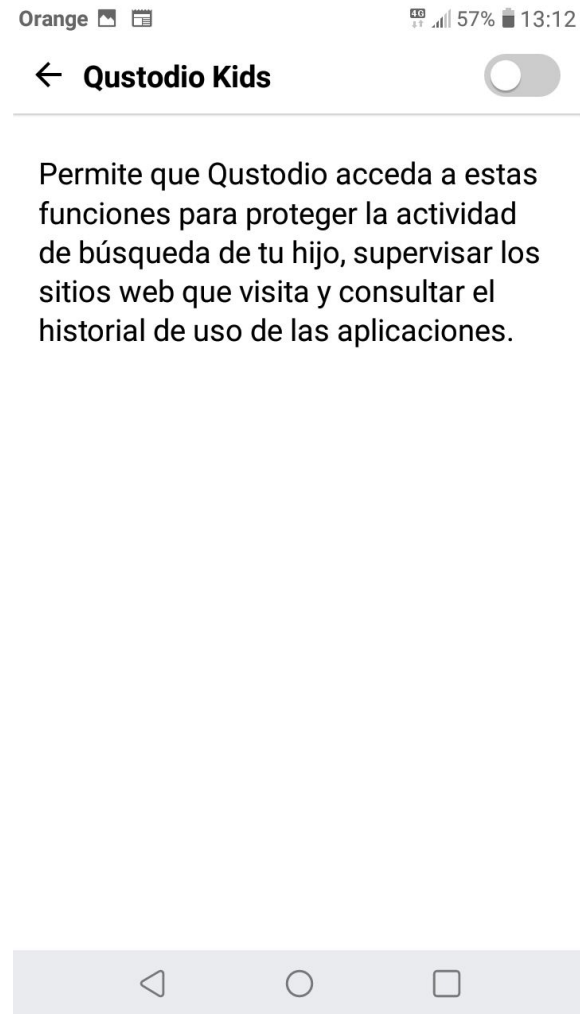 Orange 4G 57% 13:12
Qustodio Kids
Permite que Qustodio acceda a estas
funciones para proteger la actividad
de búsqueda de tu hijo, supervisar los
sitios web que visita y consultar el
historial de uso de las aplicaciones.